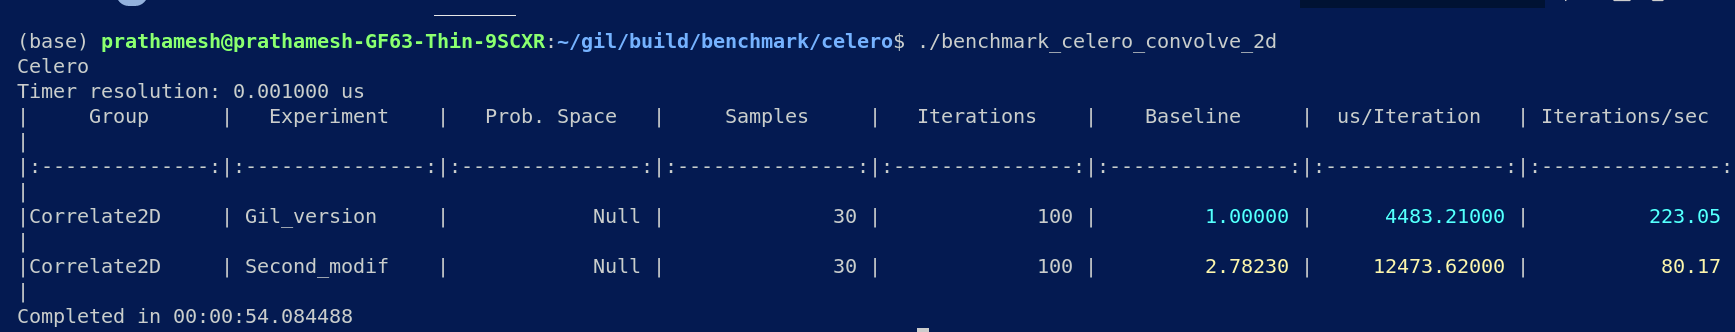 (base) prathamesh@prathamesh-GF63-Thin-9SCXR:~/gil/build/benchmark/celero$ ./benchmark_celero_convolve_2d
Celero
Timer resolution: 0.001000 us
|     Group      |   Experiment    |   Prob. Space   |     Samples     |   Iterations    |    Baseline     |  us/Iteration   | Iterations/sec
|
|:--------------:|:---------------:|:---------------:|:---------------:|:---------------:|:---------------:|:---------------:|:---------------:
|
|Correlate2D     | Gil_version     |            Null |              30 |             100 |         1.00000 |      4483.21000 |          223.05
|
|Correlate2D     | Second_modif    |            Null |              30 |             100 |         2.78230 |     12473.62000 |           80.17
|
Completed in 00:00:54.084488